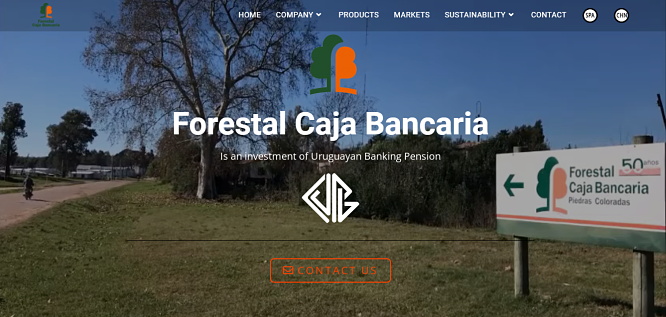 HOME COMPANY PRODUCTS MARKETS SUSTAINABILITY CONTACT SPA CHN
Forestal Caja Bancaria
Is an investment of Uruguayan Banking Pension
Forestal
Caja Bancaria
Piedras Coloradas
50 años
CONTACT US